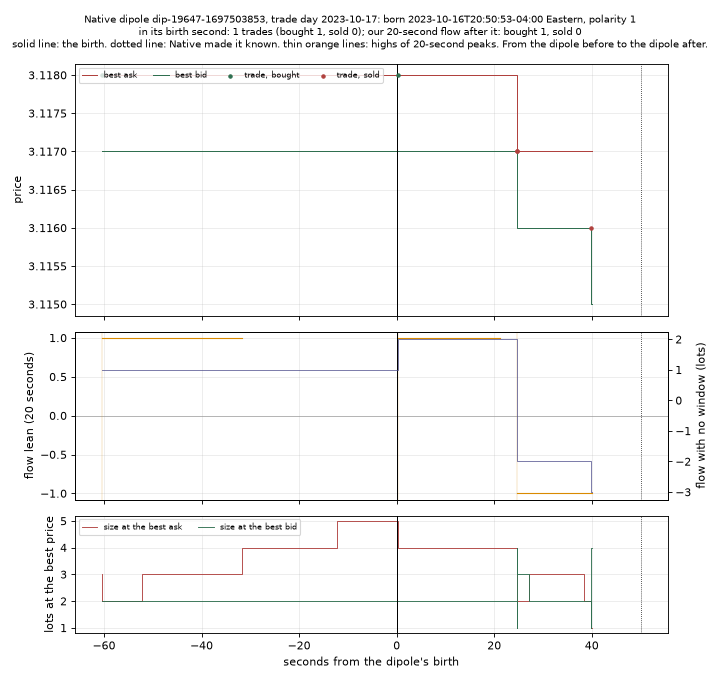 Native dipole dip-19647-1697503853, trade day 2023-10-17: born 2023-10-16T20:50:53-04:00 Eastern, polarity 1
in its birth second: 1 trades (bought 1, sold 0); our 20-second flow after it: bought 1, sold 0
solid line: the birth. dotted line: Native made it known. thin orange lines: highs of 20-second peaks. From the dipole before to the dipole after.
best ask best bid trade, bought trade, sold
3.1180
3.1175
3.1170
3.1165
3.1160
3.1155
3.1150
price
1.0
0.5
0.0
−0.5
−1.0
flow lean (20 seconds)
2
1
0
−1
−2
−3
flow with no window (lots)
size at the best ask size at the best bid
5
4
3
2
1
lots at the best price
−60 −40 −20 0 20 40
seconds from the dipole's birth